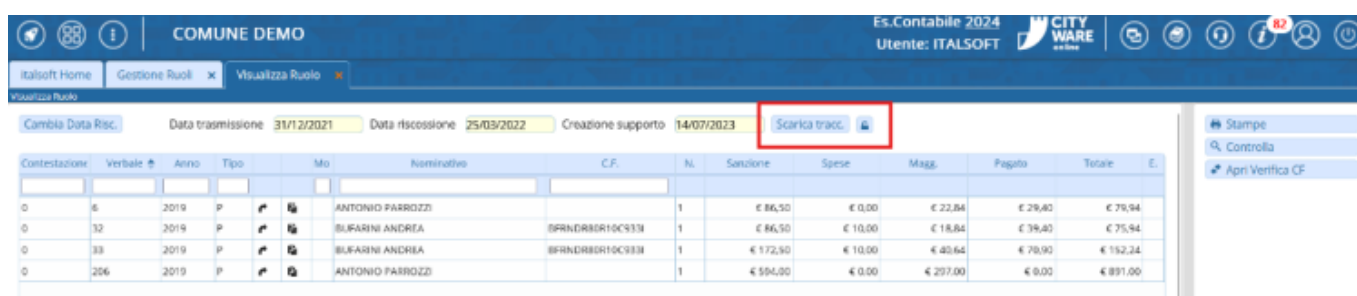 COMUNE DEMO
Es.Contabile 2024
Utente: ITALSOFT
CITY
WARE
online
82
italsoft Home
Gestione Ruoli ×
Visualizza Ruolo ×
Visualizza Ruolo
Cambia Data Risc. Data trasmissione 31/12/2021 Data riscossione 25/03/2022 Creazione supporto 14/07/2023 Scarica tracc.
Stampe
Controlla
Apri Verifica CF
Contestazione Verbale Anno Tipo Mo Nominativo C.F. N. Sanzione Spese Magg. Pagato Totale E.
0 6 2019 P ANTONIO PARROZZI 1 € 86,50 € 0,00 € 22,84 € 29,40 € 79,94
0 32 2019 P BUFARINI ANDREA BFRNDR80R10C933I 1 € 86,50 € 10,00 € 18,84 € 39,40 € 75,94
0 33 2019 P BUFARINI ANDREA BFRNDR80R10C933I 1 € 172,50 € 10,00 € 40,64 € 70,90 € 152,24
0 206 2019 P ANTONIO PARROZZI 1 € 594,00 € 0,00 € 297,00 € 0,00 € 891,00